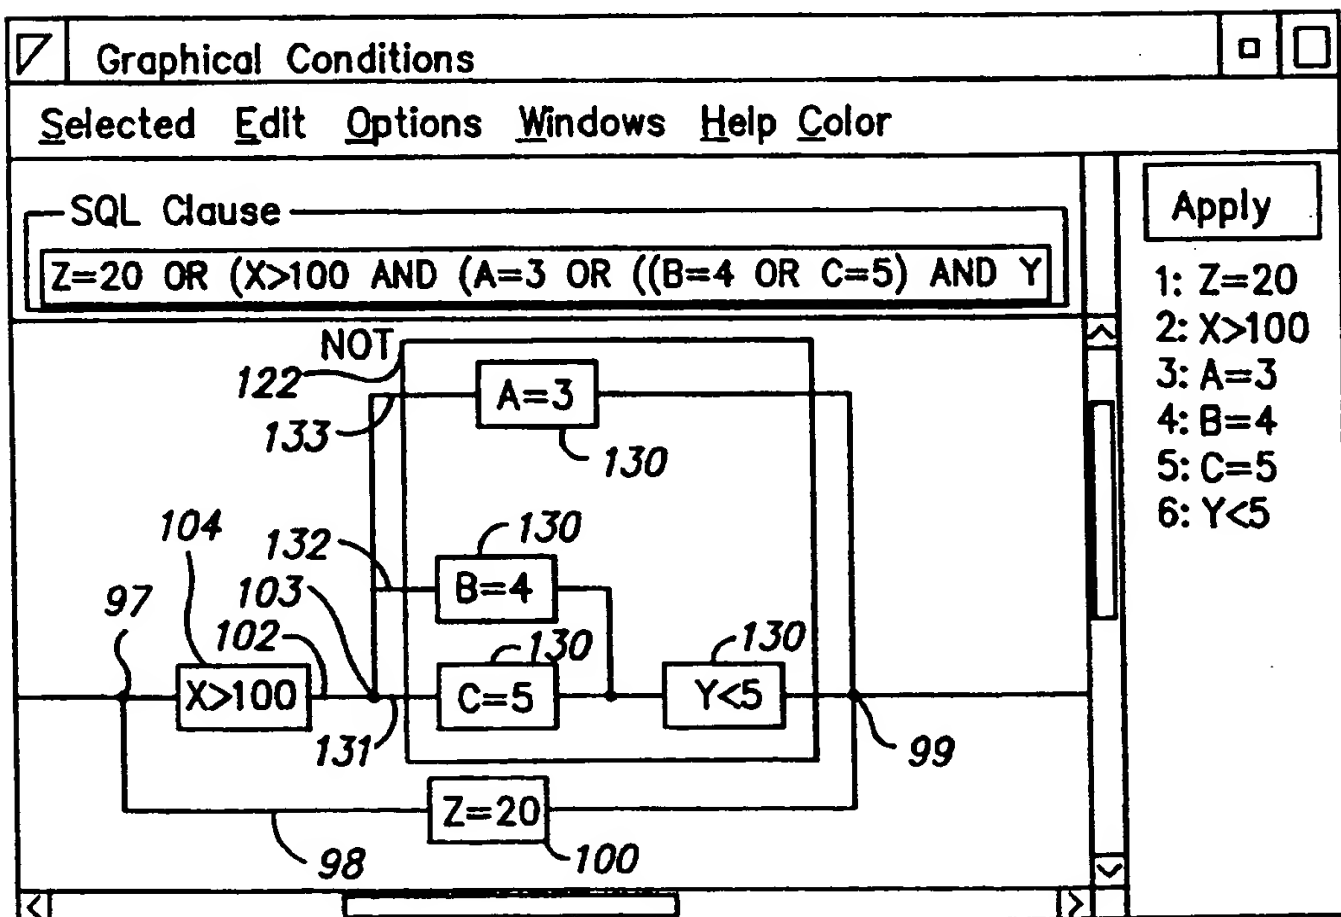 Graphical Conditions
Selected Edit Options Windows Help Color
SQL Clause
Z=20 OR (X>100 AND (A=3 OR ((B=4 OR C=5) AND Y
Apply
1: Z=20
2: X>100
3: A=3
4: B=4
5: C=5
6: Y<5
NOT
122
A=3
133
130
104
132
130
B=4
97
103
102
130
130
X>100
C=5
Y<5
131
99
Z=20
98
100